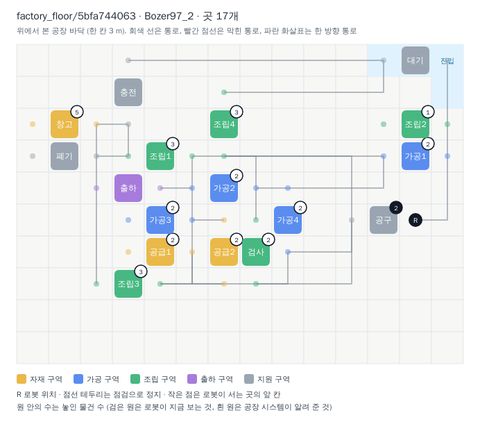 factory_floor/5bfa744063 · Bozer97_2 · 곳 17개
위에서 본 공장 바닥 (한 칸 3 m). 회색 선은 통로, 빨간 점선은 막힌 통로, 파란 화살표는 한 방향 통로
대기
진입
충전
창고 5
조립4 3
조립2 1
폐기
조립1 3
가공1 2
출하
가공2 2
가공3 2
가공4 2
공구 2
R
공급1 2
공급2 2
검사 2
조립3 3
자재 구역
가공 구역
조립 구역
출하 구역
지원 구역
R 로봇 위치 · 점선 테두리는 점검으로 정지 · 작은 점은 로봇이 서는 곳의 앞 칸
원 안의 수는 놓인 물건 수 (검은 원은 로봇이 지금 보는 것, 흰 원은 공장 시스템이 알려 준 것)